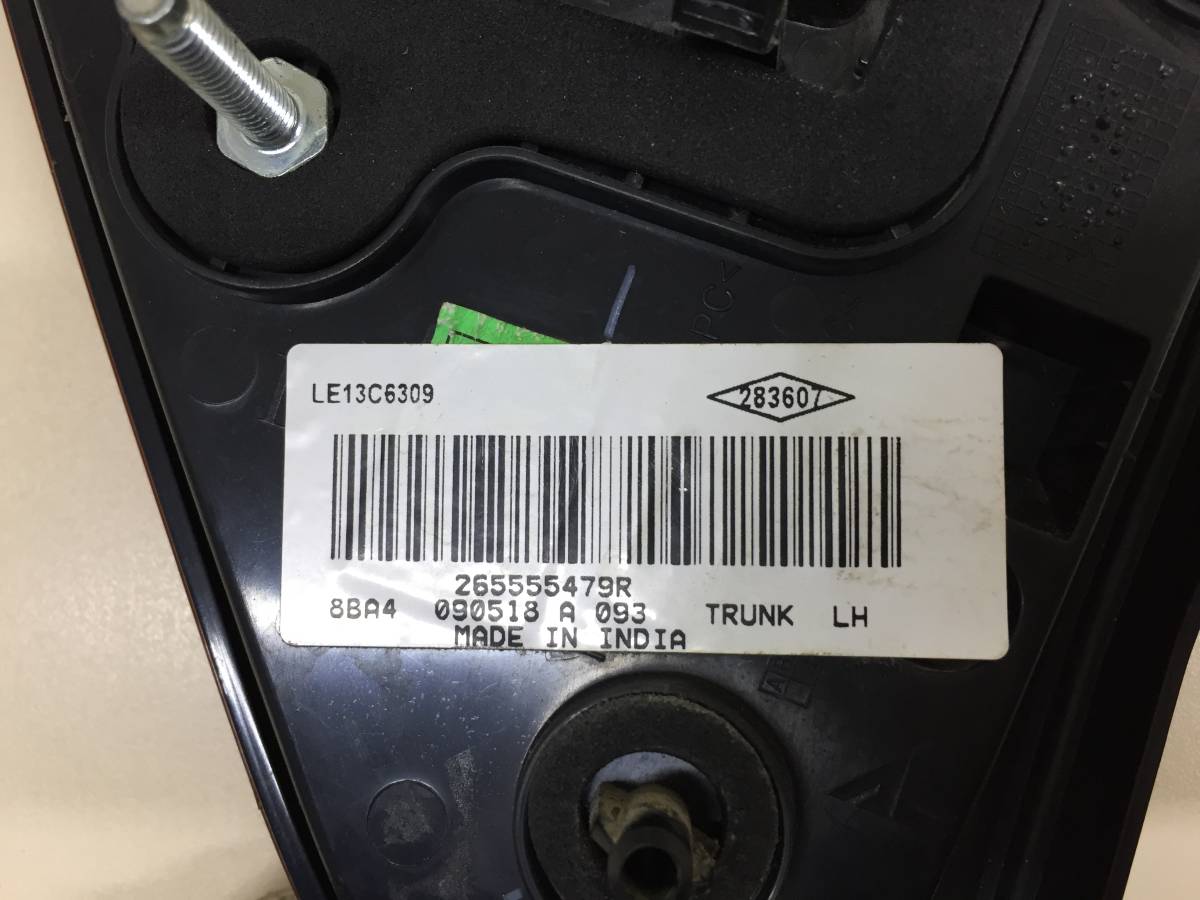 LE13C6309
283607
265555479R
8BA4 090518 A 093 TRUNK LH
MADE IN INDIA